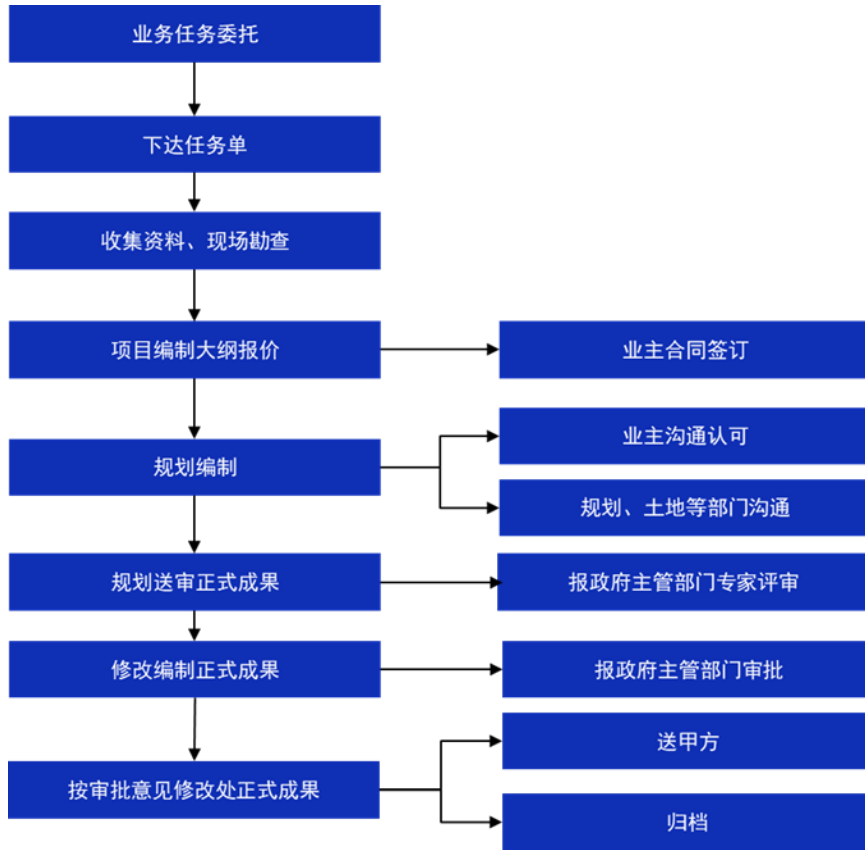 业务任务委托
下达任务单
收集资料、现场勘查
项目编制大纲报价
业主合同签订
业主沟通认可
规划编制
规划、土地等部门沟通
规划送审正式成果
报政府主管部门专家评审
修改编制正式成果
报政府主管部门审批
送甲方
按审批意见修改处正式成果
归档